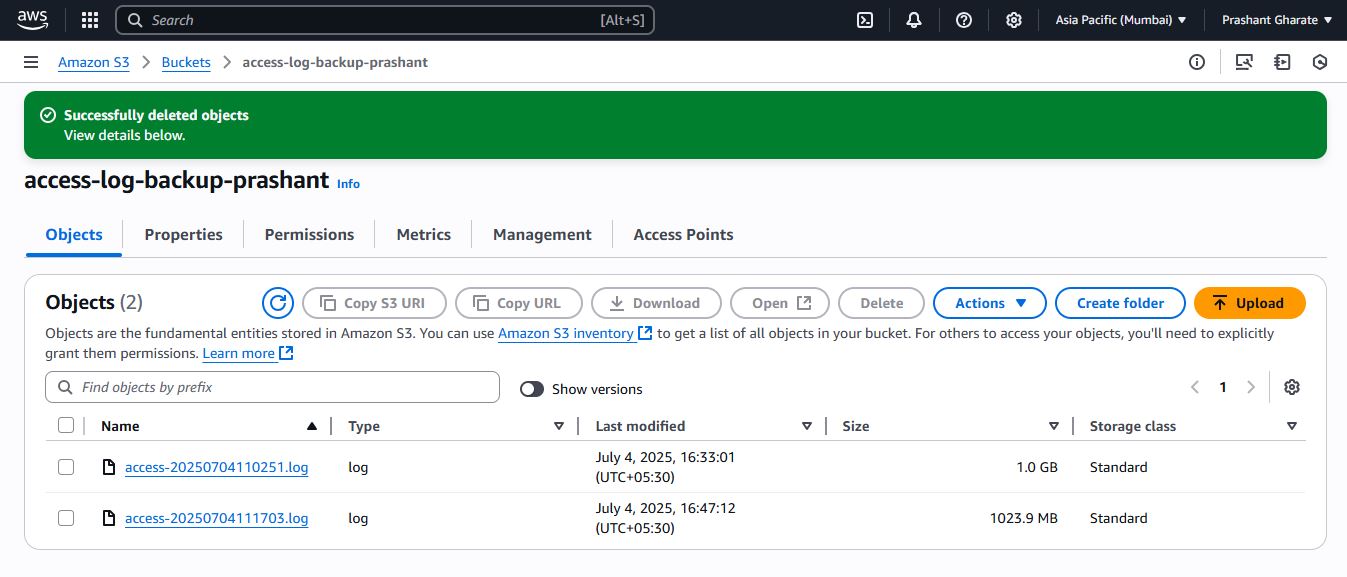 aws Search [Alt+S] Asia Pacific (Mumbai) Prashant Gharate
Amazon S3 Buckets access-log-backup-prashant
Successfully deleted objects
View details below.
access-log-backup-prashant Info
Objects Properties Permissions Metrics Management Access Points
Objects (2) Copy S3 URI Copy URL Download Open Delete Actions Create folder Upload
Objects are the fundamental entities stored in Amazon S3. You can use Amazon S3 inventory to get a list of all objects in your bucket. For others to access your objects, you'll need to explicitly
grant them permissions. Learn more
Find objects by prefix Show versions 1
Name Type Last modified Size Storage class
access-20250704110251.log log July 4, 2025, 16:33:01 1.0 GB Standard
(UTC+05:30)
access-20250704111703.log log July 4, 2025, 16:47:12 1023.9 MB Standard
(UTC+05:30)